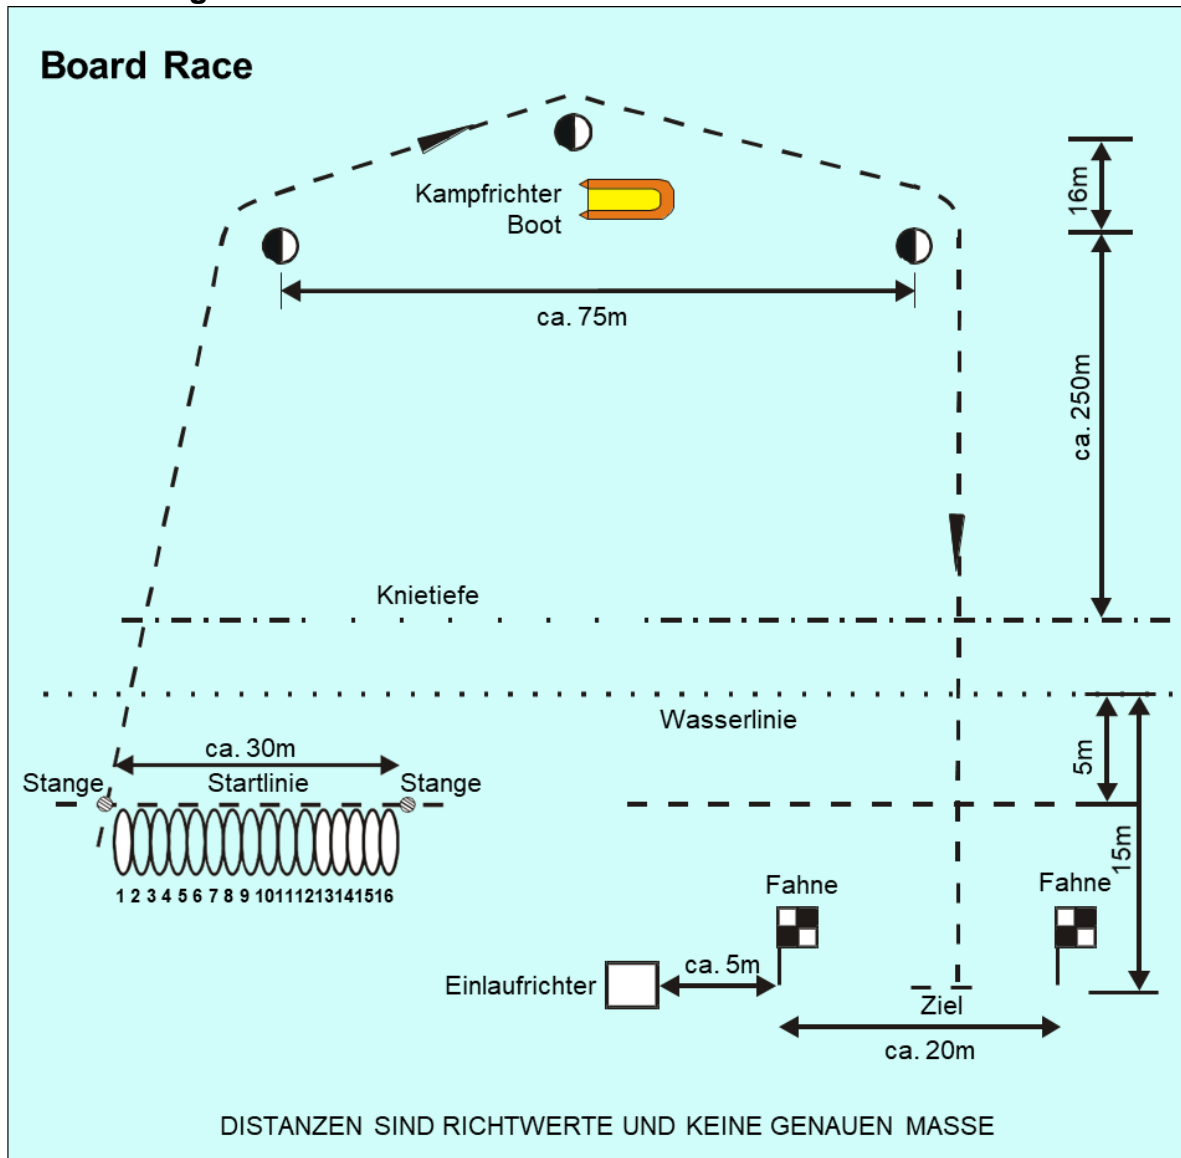 Board Race
Kampfrichter
Boot
16m
ca. 75m
ca. 250m
Knietiefe
Wasserlinie
ca. 30m
5m
Stange
Startlinie
Stange
15m
1 2 3 4 5 6 7 8 9 10 11 12 13 14 15 16
Fahne
Fahne
ca. 5m
Einlaufrichter
Ziel
ca. 20m
DISTANZEN SIND RICHTWERTE UND KEINE GENAUEN MASSE